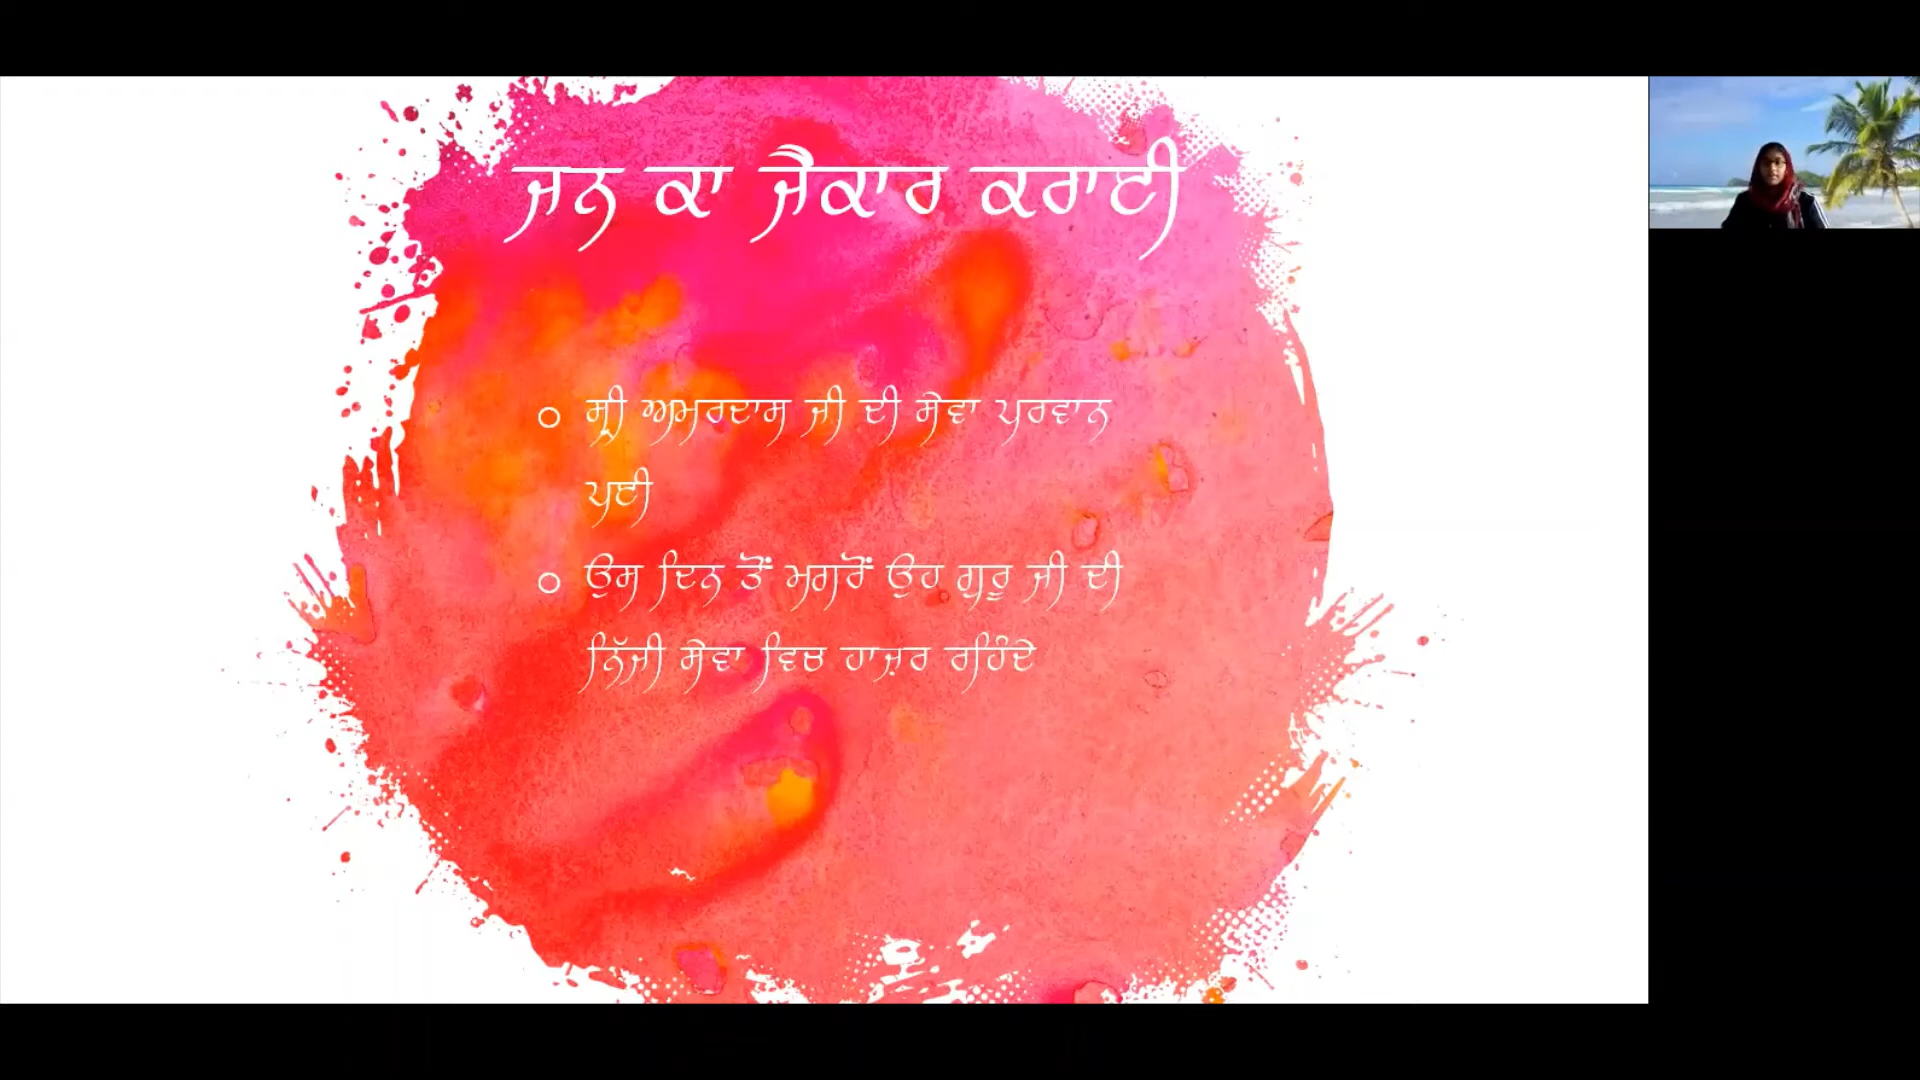 ਜਨ ਕਾ ਜੈਕਾਰ ਕਰਾਈ
ਸ੍ਰੀ ਅਮਰਦਾਸ ਜੀ ਦੀ ਸੇਵਾ ਪਰਵਾਨ
ਪਈ
ਉਸ ਦਿਨ ਤੋਂ ਮਗਰੋਂ ਉਹ ਗੁਰੂ ਜੀ ਦੀ
ਨਿੱਜੀ ਸੇਵਾ ਵਿਚ ਹਾਜ਼ਰ ਰਹਿੰਦੇ